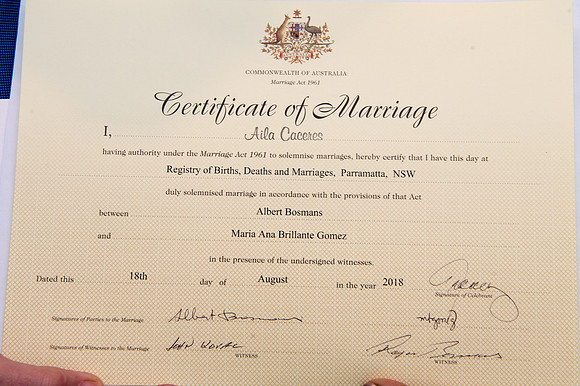 COMMONWEALTH OF AUSTRALIA
Marriage Act 1961
Certificate of Marriage
I, Aila Caceres
having authority under the Marriage Act 1961 to solemnise marriages, hereby certify that I have this day at
Registry of Births, Deaths and Marriages, Parramatta, NSW
duly solemnised marriage in accordance with the provisions of that Act
between Albert Bosmans
and Maria Ana Brillante Gomez
in the presence of the undersigned witnesses.
Dated this 18th day of August in the year 2018
Signature of Celebrant
Signatures of Parties to the Marriage Albert Bosmans
Signatures of Witnesses to the Marriage
WITNESS WITNESS